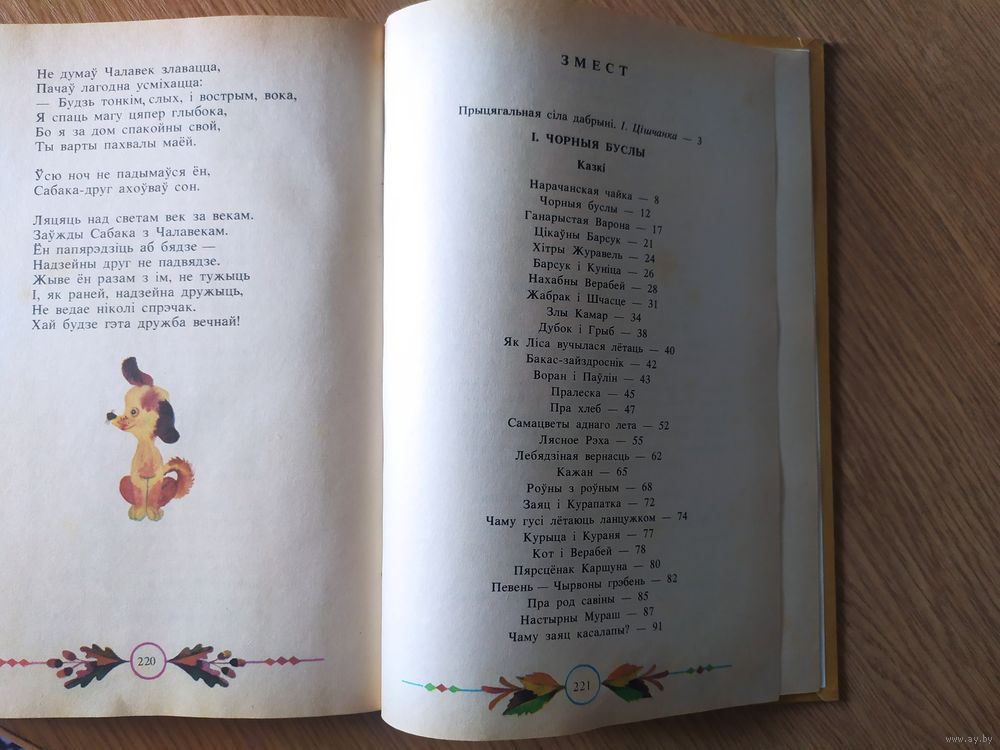 Не думаў Чалавек злавацца,
Пачаў лагодна усміхацца:
— Будзь тонкім, слых, і вострым, вока,
Я спаць магу цяпер глыбока,
Бо я за дом спакойны свой,
Ты варты пахвалы маёй.
Ўсю ноч не падымаўся ён,
Сабака-друг ахоўваў сон.
Ляцяць над светам век за векам.
Заўжды Сабака з Чалавекам.
Ён папярэдзіць аб бядзе —
Надзейны друг не падвядзе.
Жыве ён разам з ім, не тужыць
І, як раней, надзейна дружыць,
Не ведае ніколі спрэчак.
Хай будзе гэта дружба вечнай!
220
ЗМЕСТ
Прыцягальная сіла дабрыні. І. Цішчанка — 3
І. ЧОРНЫЯ БУСЛЫ
Казкі
Нарачанская чайка — 8
Чорныя буслы — 12
Ганарыстая Варона — 17
Цікаўны Барсук — 21
Хітры Журавель — 24
Барсук і Куніца — 26
Нахабны Верабей — 28
Жабрак і Шчасце — 31
Злы Камар — 34
Дубок і Грыб — 38
Як Ліса вучылася лётаць — 40
Бакас-зайздроснік — 42
Воран і Паўлін — 43
Пралеска — 45
Пра хлеб — 47
Самацветы аднаго лета — 52
Лясное Рэха — 55
Лебядзіная вернасць — 62
Кажан — 65
Роўны з роўным — 68
Заяц і Курапатка — 72
Чаму гусі лётаюць ланцужком — 74
Курыца і Кураня — 77
Кот і Верабей — 78
Пярсцёнак Каршуна — 80
Певень — Чырвоны грэбень — 82
Пра род савіны — 85
Настырны Мураш — 87
Чаму заяц касалапы? — 91
221
www.ay.by